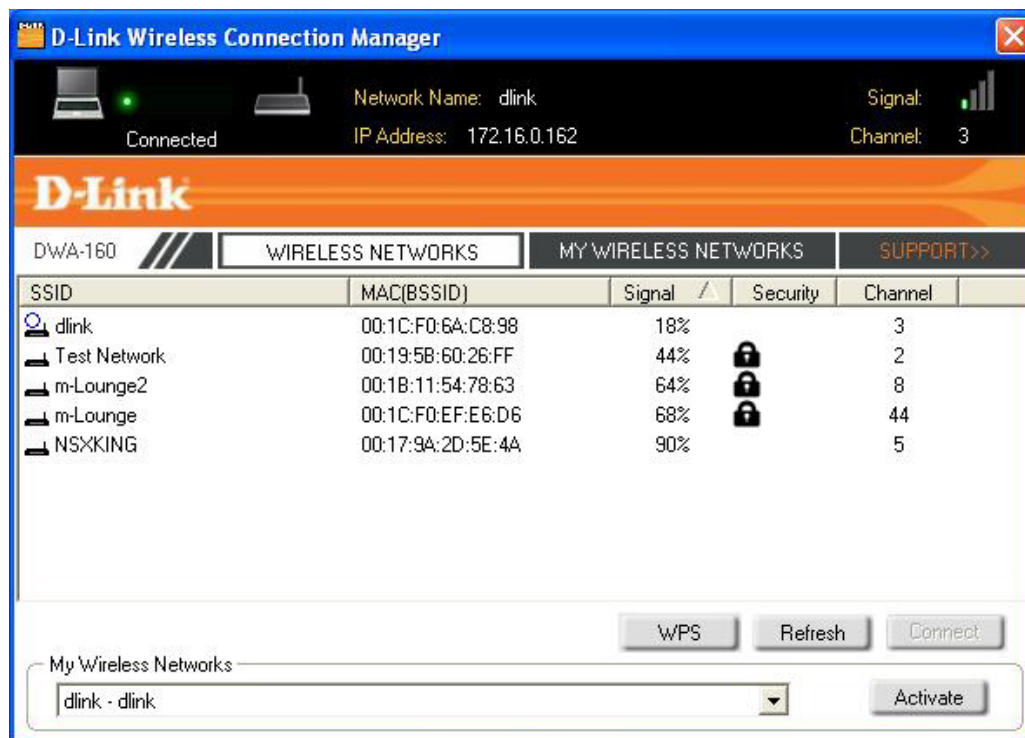 D-Link Wireless Connection Manager
Network Name: dlink Signal:
Connected IP Address: 172.16.0.162 Channel: 3
D-Link
DWA-160 WIRELESS NETWORKS MY WIRELESS NETWORKS SUPPORT>>
SSID MAC(BSSID) Signal Security Channel
dlink 00:1C:F0:6A:C8:98 18% 3
Test Network 00:19:5B:60:26:FF 44% 2
m-Lounge2 00:1B:11:54:78:63 64% 8
m-Lounge 00:1C:F0:EF:E6:D6 68% 44
NSXKING 00:17:9A:2D:5E:4A 90% 5
WPS Refresh Connect
My Wireless Networks
dlink - dlink Activate